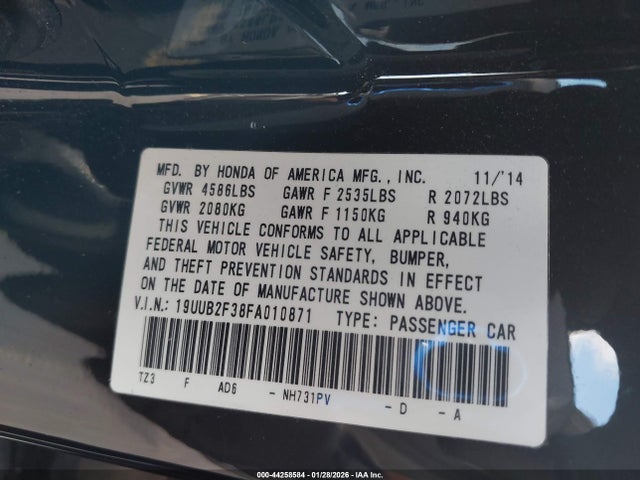 MFD. BY HONDA OF AMERICA MFG., INC. 11/'14
GVWR 4586LBS GAWR F 2535LBS R 2072LBS
GVWR 2080KG GAWR F 1150KG R 940KG
THIS VEHICLE CONFORMS TO ALL APPLICABLE
FEDERAL MOTOR VEHICLE SAFETY, BUMPER,
AND THEFT PREVENTION STANDARDS IN EFFECT
ON THE DATE OF MANUFACTURE SHOWN ABOVE.
V.I.N.: 19UUB2F38FA010871 TYPE: PASSENGER CAR
TZ3 F AD6 - NH731PV - D - A
000-44258584 | 01/28/2026 | IAA Inc.